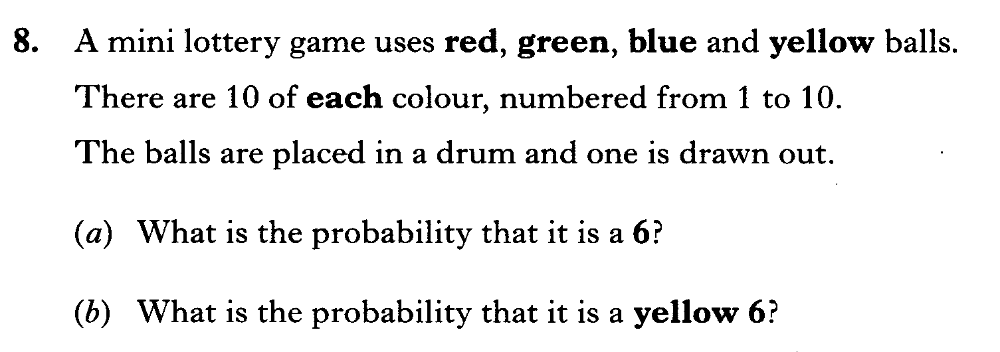 8. A mini lottery game uses red, green, blue and yellow balls.
There are 10 of each colour, numbered from 1 to 10.
The balls are placed in a drum and one is drawn out.
(a) What is the probability that it is a 6?
(b) What is the probability that it is a yellow 6?